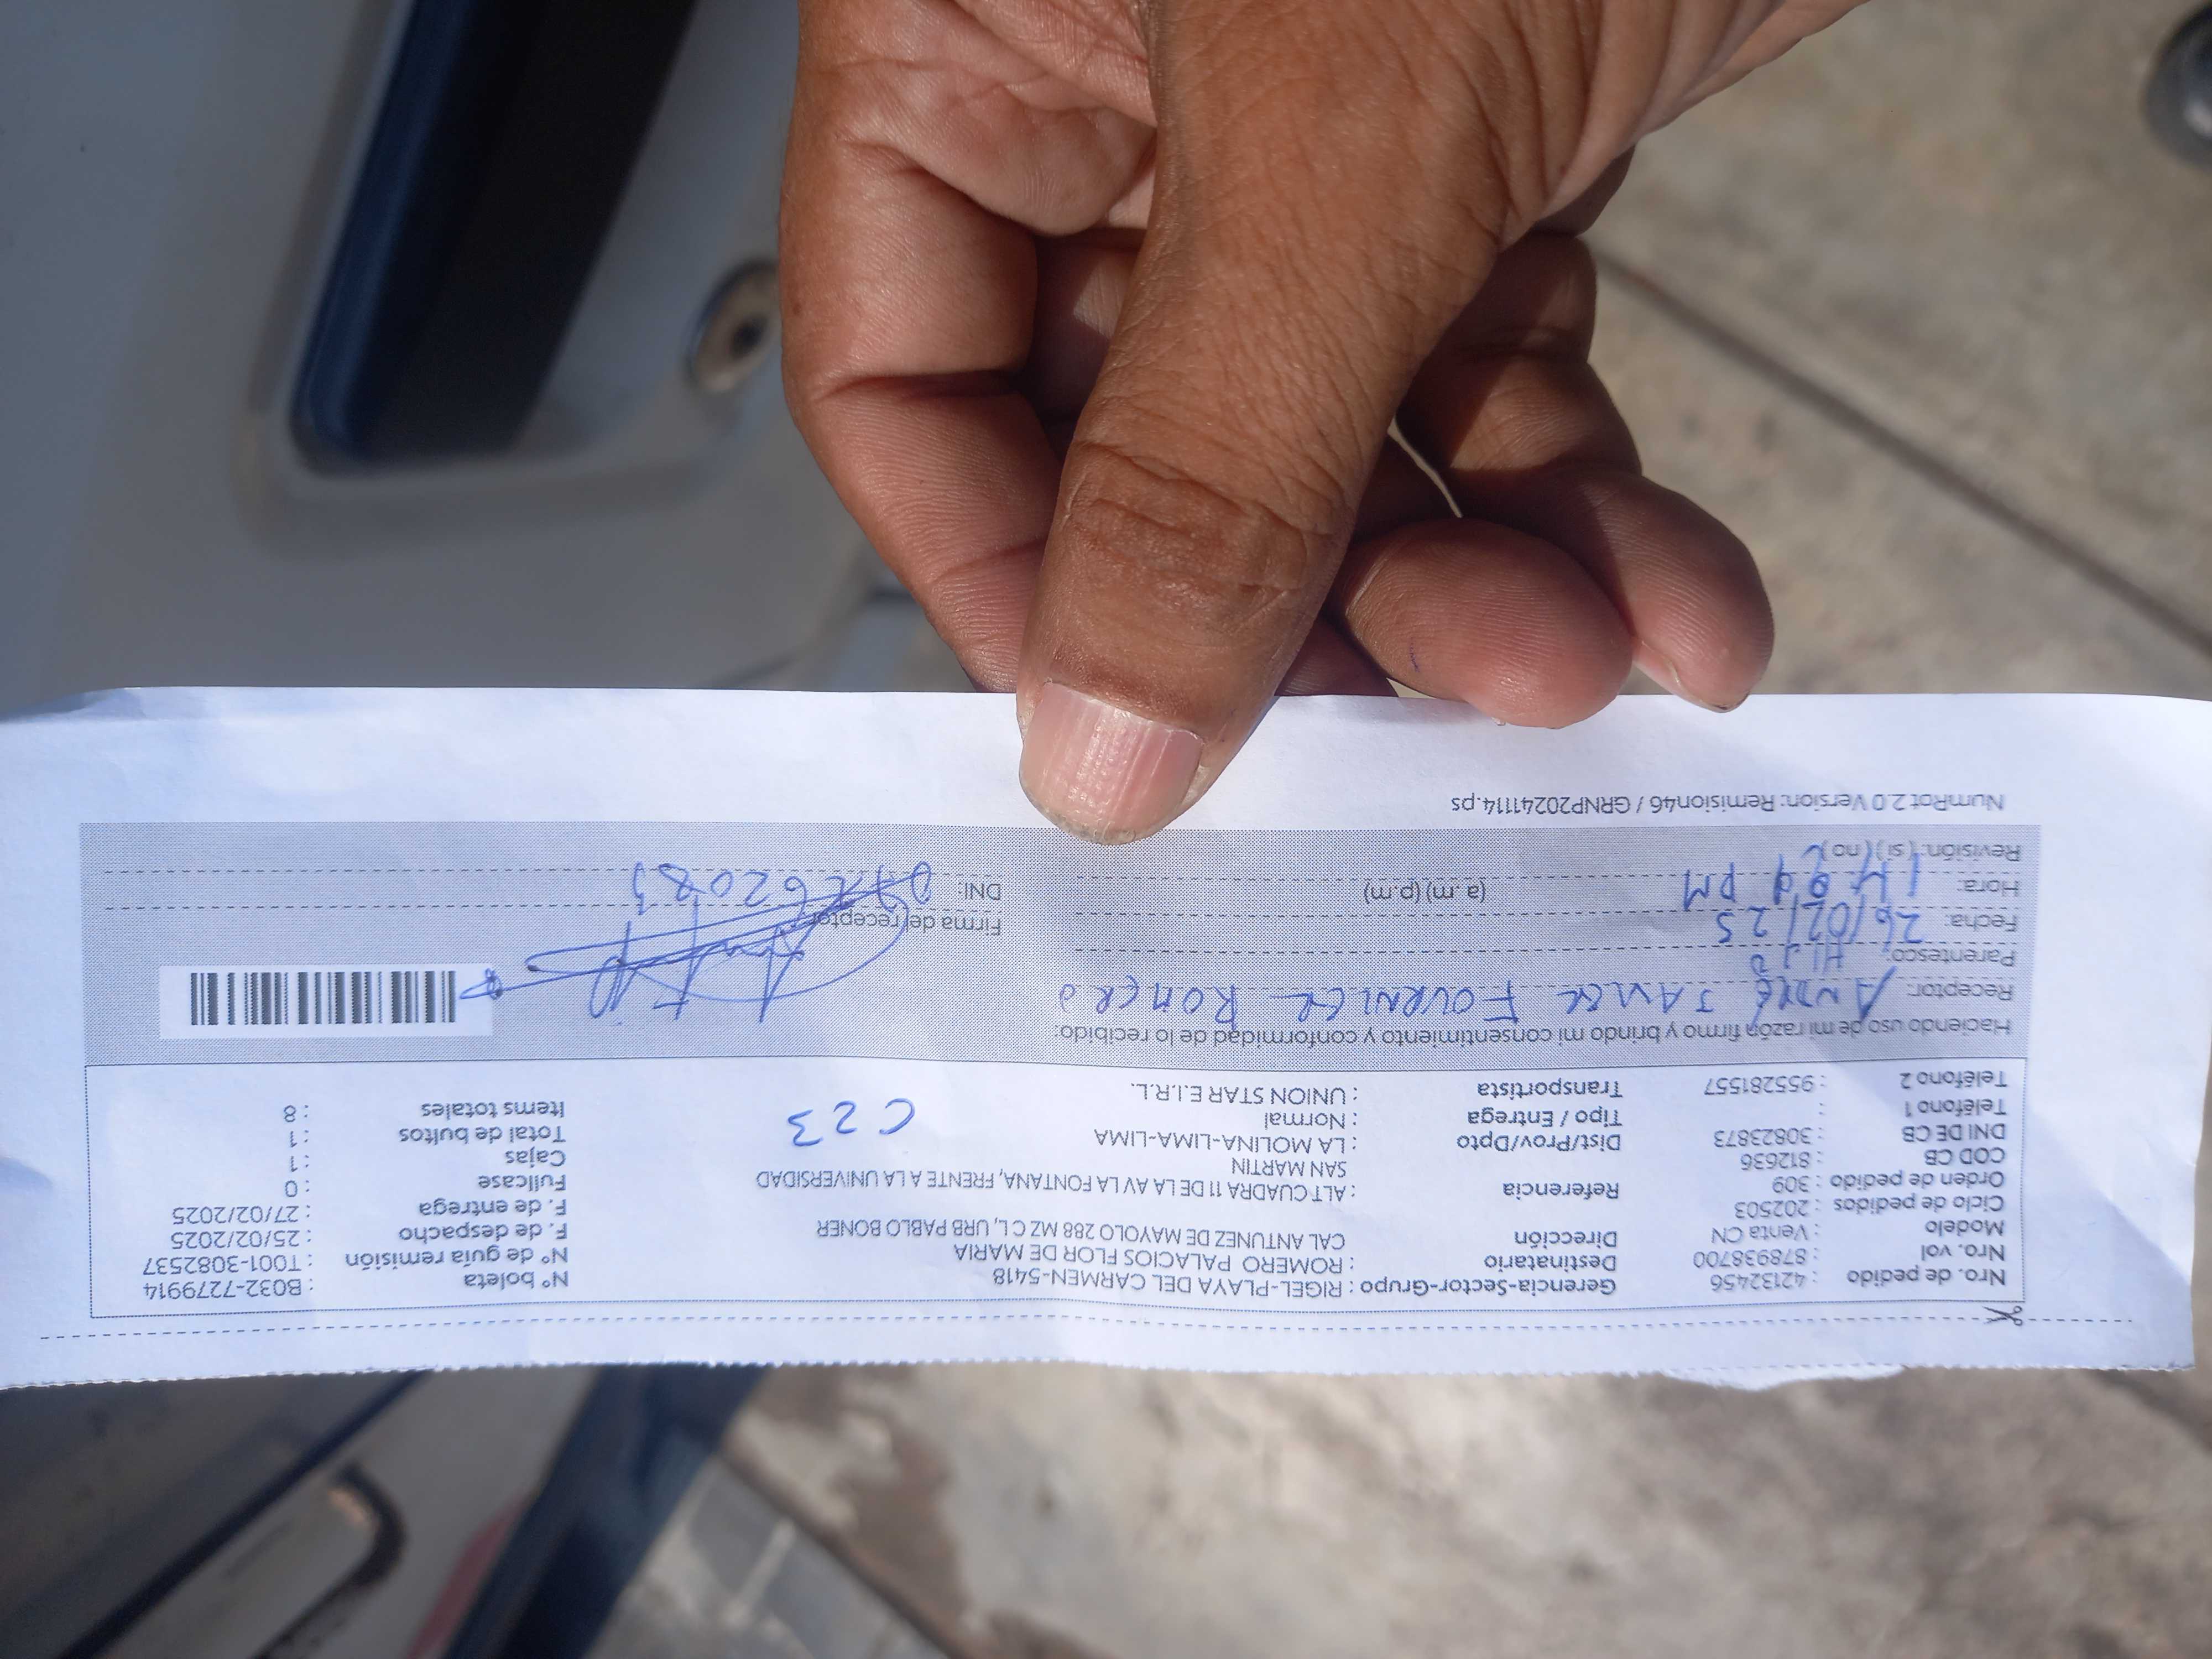 Nro. de pedido : 42132456 Gerencia-Sector-Grupo : RIGEL-PLAYA DEL CARMEN-5418 N° boleta : B032-7279914
Nro. vol : 878938700 Destinatario : ROMERO PALACIOS FLOR DE MARIA N° de guía remisión : T001-3082537
Modelo : Venta CN Dirección CAL ANTUNEZ DE MAYOLO 288 MZ C L, URB PABLO BONER F. de despacho : 25/02/2025
Ciclo de pedidos : 202503 F. de entrega : 27/02/2025
Orden de pedido : 309 Referencia : ALT CUADRA 11 DE LA AV LA FONTANA, FRENTE A LA UNIVERSIDAD Fullcase : 0
COD CB : 812636 SAN MARTIN Cajas : 1
DNI DE CB : 30823873 Dist/Prov/Dpto : LA MOLINA-LIMA-LIMA Total de bultos : 1
Teléfono 1 : Tipo / Entrega : Normal C23 Items totales : 8
Teléfono 2 : 955281557 Transportista : UNION STAR E.I.R.L.
Haciendo uso de mi razón firmo y brindo mi consentimiento y conformidad de lo recibido:
Receptor: ANDRÉ JAVIER FOURNIER ROMERO
Parentesco: HIJO
Fecha: 26/02/25 Firma del receptor
Hora: PM (a.m) (p.m) DNI:
Revisión: (si) (no)
NumRot 2.0 Version: Remision46 / GRNP20241114.ps